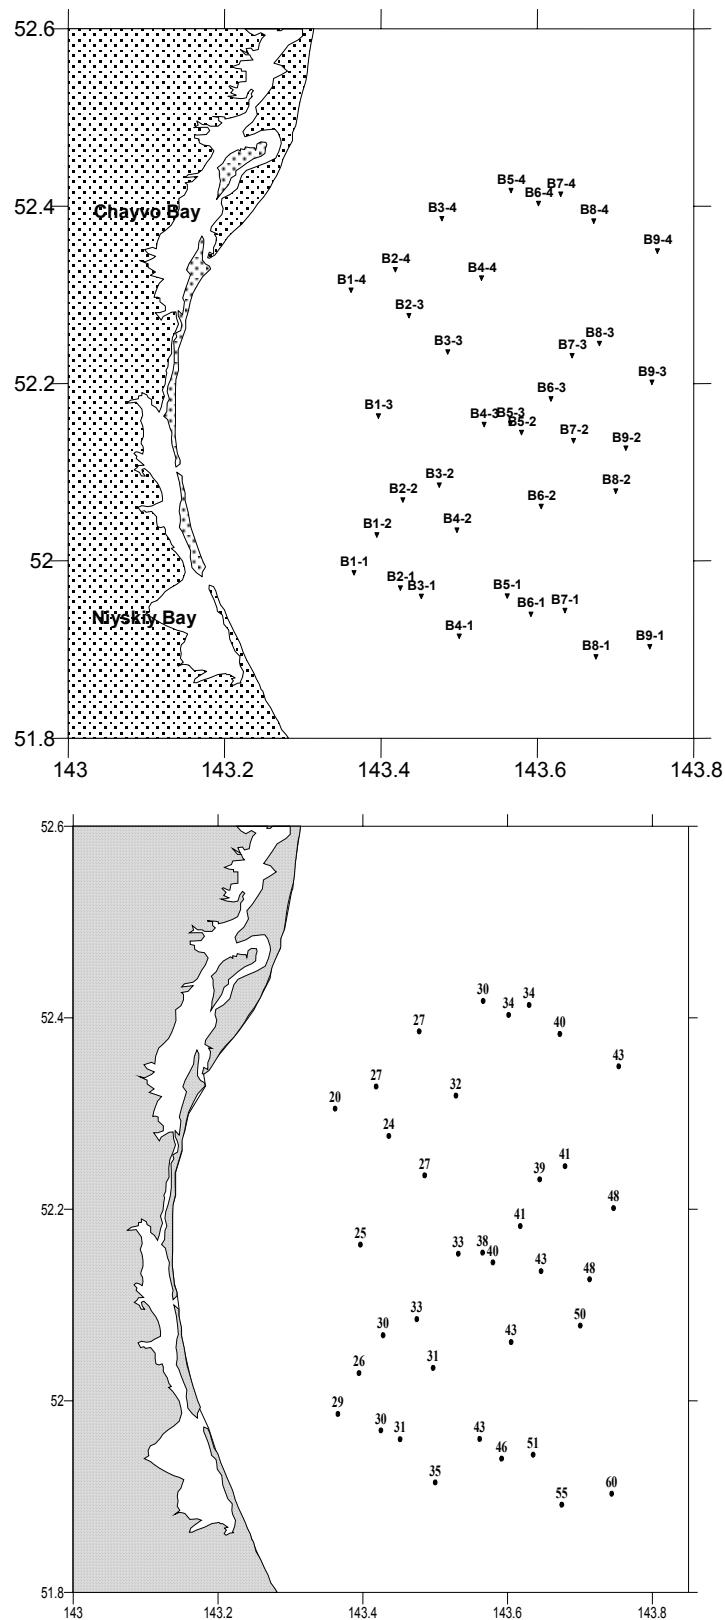 52.6
B5-4
B7-4
B6-4
52.4
Chayvo Bay
B3-4
B8-4
B9-4
B2-4
B4-4
B1-4
B2-3
B8-3
B3-3
B7-3
52.2
B9-3
B6-3
B1-3
B4-3
B5-3
B5-2
B7-2
B9-2
B3-2
B8-2
B2-2
B6-2
B1-2
B4-2
52
B1-1
B2-1
B3-1
B5-1
B6-1
B7-1
Niyskiy Bay
B4-1
B9-1
B8-1
51.8
143
143.2
143.4
143.6
143.8
52.6
30
34
34
52.4
27
40
43
27
32
20
24
41
27
39
52.2
48
41
25
33
38
40
43
48
33
50
30
43
26
31
52
29
30
31
43
46
51
35
60
55
51.8
143
143.2
143.4
143.6
143.8